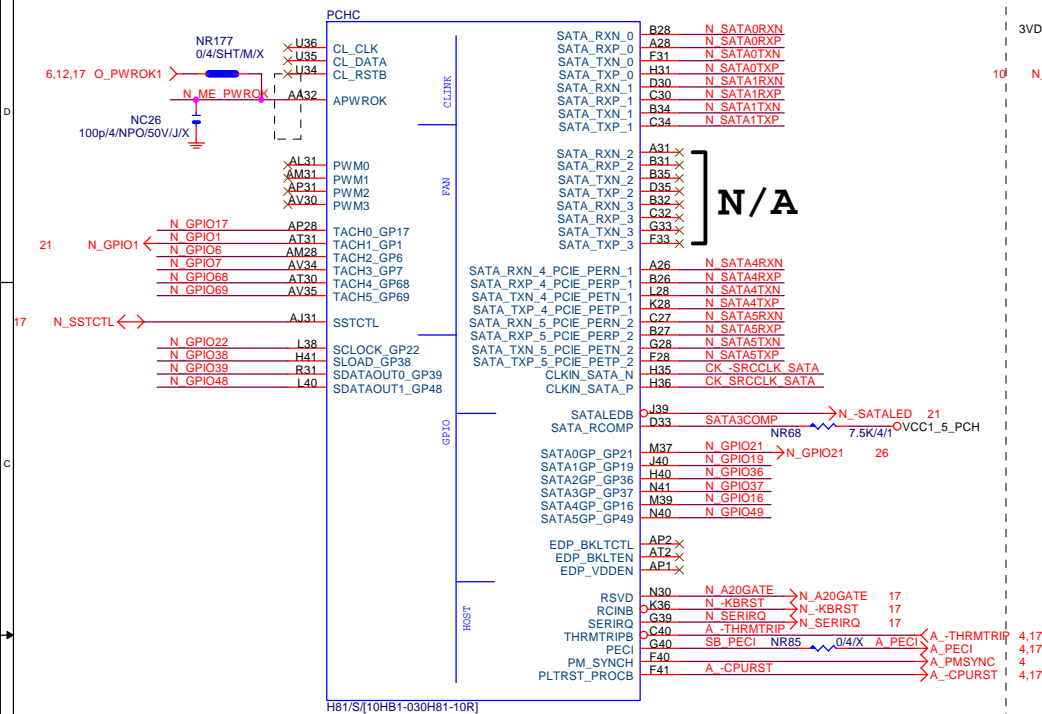 PCHC
3VD
NR177
0/4/SHT/M/X
6,12,17 O_PWROK1
N_ME_PWROK
NC26
100p/4/NPO/50V/J/X
U36 CL_CLK
U35 CL_DATA
U34 CL_RSTB
AA32 APWROK
CLINK
AL31 PWM0
AM31 PWM1
AP31 PWM2
AV30 PWM3
FAN
N_GPIO17 AP28 TACH0_GP17
21 N_GPIO1 N_GPIO1 AT31 TACH1_GP1
N_GPIO6 AM28 TACH2_GP6
N_GPIO7 AV34 TACH3_GP7
N_GPIO68 AT30 TACH4_GP68
N_GPIO69 AV35 TACH5_GP69
17 N_SSTCTL AJ31 SSTCTL
N_GPIO22 L38 SCLOCK_GP22
N_GPIO38 H41 SLOAD_GP38
N_GPIO39 R31 SDATAOUT0_GP39
N_GPIO48 L40 SDATAOUT1_GP48
GPIO
HOST
SATA_RXN_0 B28 N_SATA0RXN
SATA_RXP_0 A28 N_SATA0RXP
SATA_TXN_0 F31 N_SATA0TXN
SATA_TXP_0 H31 N_SATA0TXP
SATA_RXN_1 D30 N_SATA1RXN
SATA_RXP_1 C30 N_SATA1RXP
SATA_TXN_1 B34 N_SATA1TXN
SATA_TXP_1 C34 N_SATA1TXP
10 N_
SATA_RXN_2 A31
SATA_RXP_2 B31
SATA_TXN_2 B35
SATA_TXP_2 D35
SATA_RXN_3 B32
SATA_RXP_3 C32
SATA_TXN_3 G33
SATA_TXP_3 F33
N/A
SATA_RXN_4_PCIE_PERN_1 A26 N_SATA4RXN
SATA_RXP_4_PCIE_PERP_1 B26 N_SATA4RXP
SATA_TXN_4_PCIE_PETN_1 L28 N_SATA4TXN
SATA_TXP_4_PCIE_PETP_1 K28 N_SATA4TXP
SATA_RXN_5_PCIE_PERN_2 C27 N_SATA5RXN
SATA_RXP_5_PCIE_PERP_2 B27 N_SATA5RXP
SATA_TXN_5_PCIE_PETN_2 G28 N_SATA5TXN
SATA_TXP_5_PCIE_PETP_2 F28 N_SATA5TXP
CLKIN_SATA_N H35 CK_-SRCCLK_SATA
CLKIN_SATA_P H36 CK_SRCCLK_SATA
SATALEDB J39 N_-SATALED 21
SATA_RCOMP D33 SATA3COMP NR68 7.5K/4/1 VCC1_5_PCH
SATA0GP_GP21 M37 N_GPIO21 N_GPIO21 26
SATA1GP_GP19 J40 N_GPIO19
SATA2GP_GP36 H40 N_GPIO36
SATA3GP_GP37 N41 N_GPIO37
SATA4GP_GP16 M39 N_GPIO16
SATA5GP_GP49 N40 N_GPIO49
EDP_BKLTCTL AP2
EDP_BKLTEN AT2
EDP_VDDEN AP1
RSVD N30 N_A20GATE N_A20GATE 17
RCINB K36 N_-KBRST N_-KBRST 17
SERIRQ G39 N_SERIRQ N_SERIRQ 17
THRMTRIPB C40 A_-THRMTRIP A_-THRMTRIP 4,17
PECI G40 SB_PECI NR85 0/4/X A_PECI A_PECI 4,17
PM_SYNCH F40 A_PMSYNC 4
PLTRST_PROCB F41 A_-CPURST A_-CPURST 4,17
H81/S/[10HB1-030H81-10R]
D
C